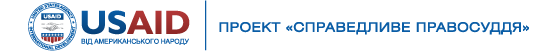 USAID
ВІД АМЕРИКАНСЬКОГО НАРОДУ
ПРОЕКТ «СПРАВЕДЛИВЕ ПРАВОСУДДЯ»